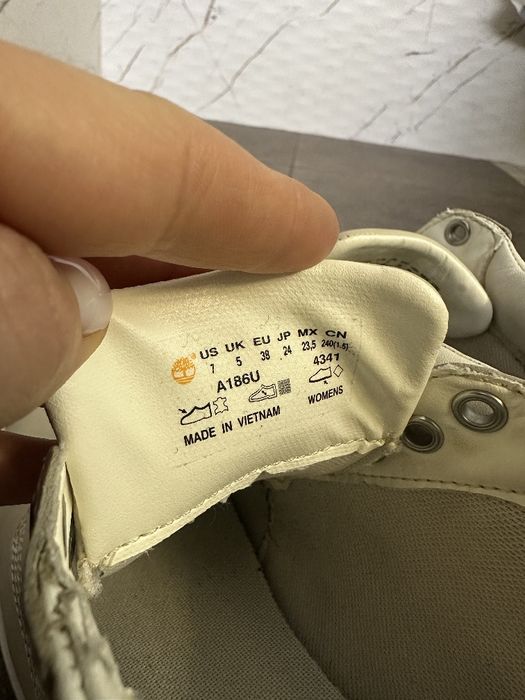 US UK EU JP MX CN
7 5 38 24 23,5 240(1.5)
A186U 4341
WOMENS
MADE IN VIETNAM